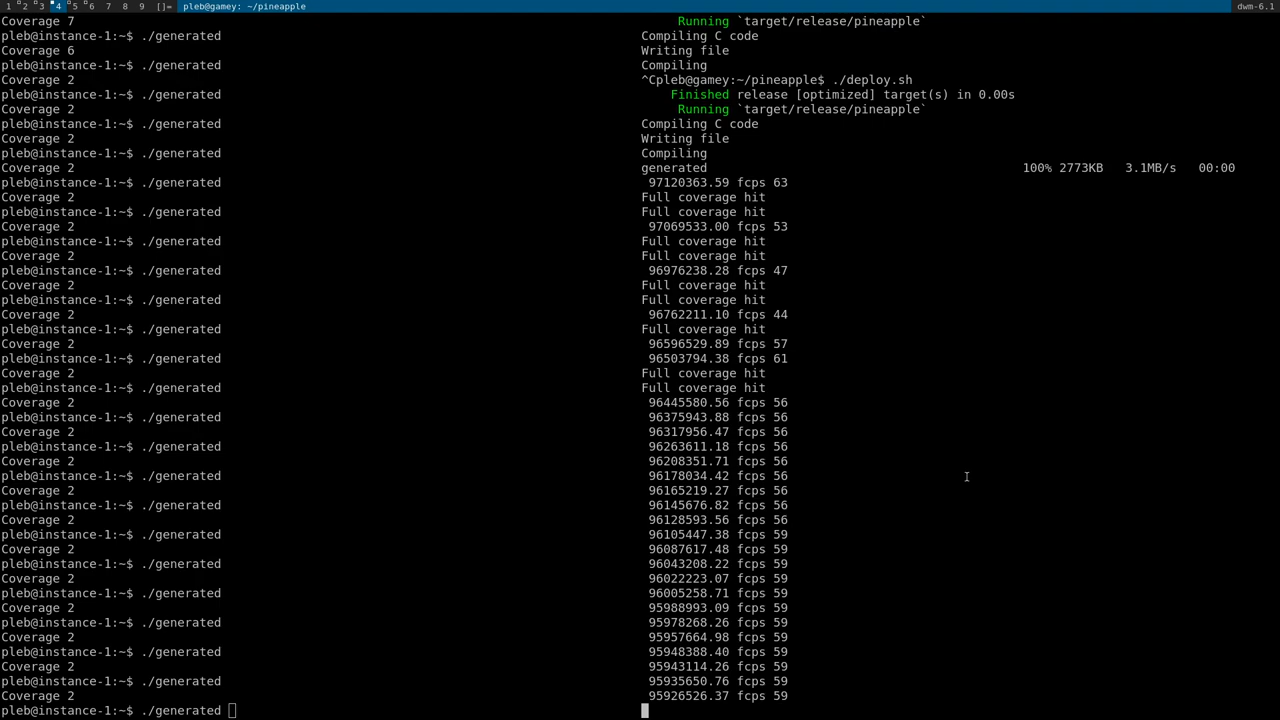 1 2 3 4 5 6 7 8 9 []= pleb@gamey: ~/pineapple dwm-6.1
Coverage 7
pleb@instance-1:~$ ./generated
Coverage 6
pleb@instance-1:~$ ./generated
Coverage 2
pleb@instance-1:~$ ./generated
Coverage 2
pleb@instance-1:~$ ./generated
Coverage 2
pleb@instance-1:~$ ./generated
Coverage 2
pleb@instance-1:~$ ./generated
Coverage 2
pleb@instance-1:~$ ./generated
Coverage 2
pleb@instance-1:~$ ./generated
Coverage 2
pleb@instance-1:~$ ./generated
Coverage 2
pleb@instance-1:~$ ./generated
Coverage 2
pleb@instance-1:~$ ./generated
Coverage 2
pleb@instance-1:~$ ./generated
Coverage 2
pleb@instance-1:~$ ./generated
Coverage 2
pleb@instance-1:~$ ./generated
Coverage 2
pleb@instance-1:~$ ./generated
Coverage 2
pleb@instance-1:~$ ./generated
Coverage 2
pleb@instance-1:~$ ./generated
Coverage 2
pleb@instance-1:~$ ./generated
Coverage 2
pleb@instance-1:~$ ./generated
Coverage 2
pleb@instance-1:~$ ./generated
Coverage 2
pleb@instance-1:~$ ./generated
Coverage 2
pleb@instance-1:~$ ./generated
Coverage 2
pleb@instance-1:~$ ./generated
Coverage 2
pleb@instance-1:~$ ./generated
Running `target/release/pineapple`
Compiling C code
Writing file
Compiling
^Cpleb@gamey:~/pineapple$ ./deploy.sh
Finished release [optimized] target(s) in 0.00s
Running `target/release/pineapple`
Compiling C code
Writing file
Compiling
generated 100% 2773KB 3.1MB/s 00:00
97120363.59 fcps 63
Full coverage hit
Full coverage hit
97069533.00 fcps 53
Full coverage hit
Full coverage hit
96976238.28 fcps 47
Full coverage hit
Full coverage hit
96762211.10 fcps 44
Full coverage hit
96596529.89 fcps 57
96503794.38 fcps 61
Full coverage hit
Full coverage hit
96445580.56 fcps 56
96375943.88 fcps 56
96317956.47 fcps 56
96263611.18 fcps 56
96208351.71 fcps 56
96178034.42 fcps 56
96165219.27 fcps 56
96145676.82 fcps 56
96128593.56 fcps 56
96105447.38 fcps 59
96087617.48 fcps 59
96043208.22 fcps 59
96022223.07 fcps 59
96005258.71 fcps 59
95988993.09 fcps 59
95978268.26 fcps 59
95957664.98 fcps 59
95948388.40 fcps 59
95943114.26 fcps 59
95935650.76 fcps 59
95926526.37 fcps 59